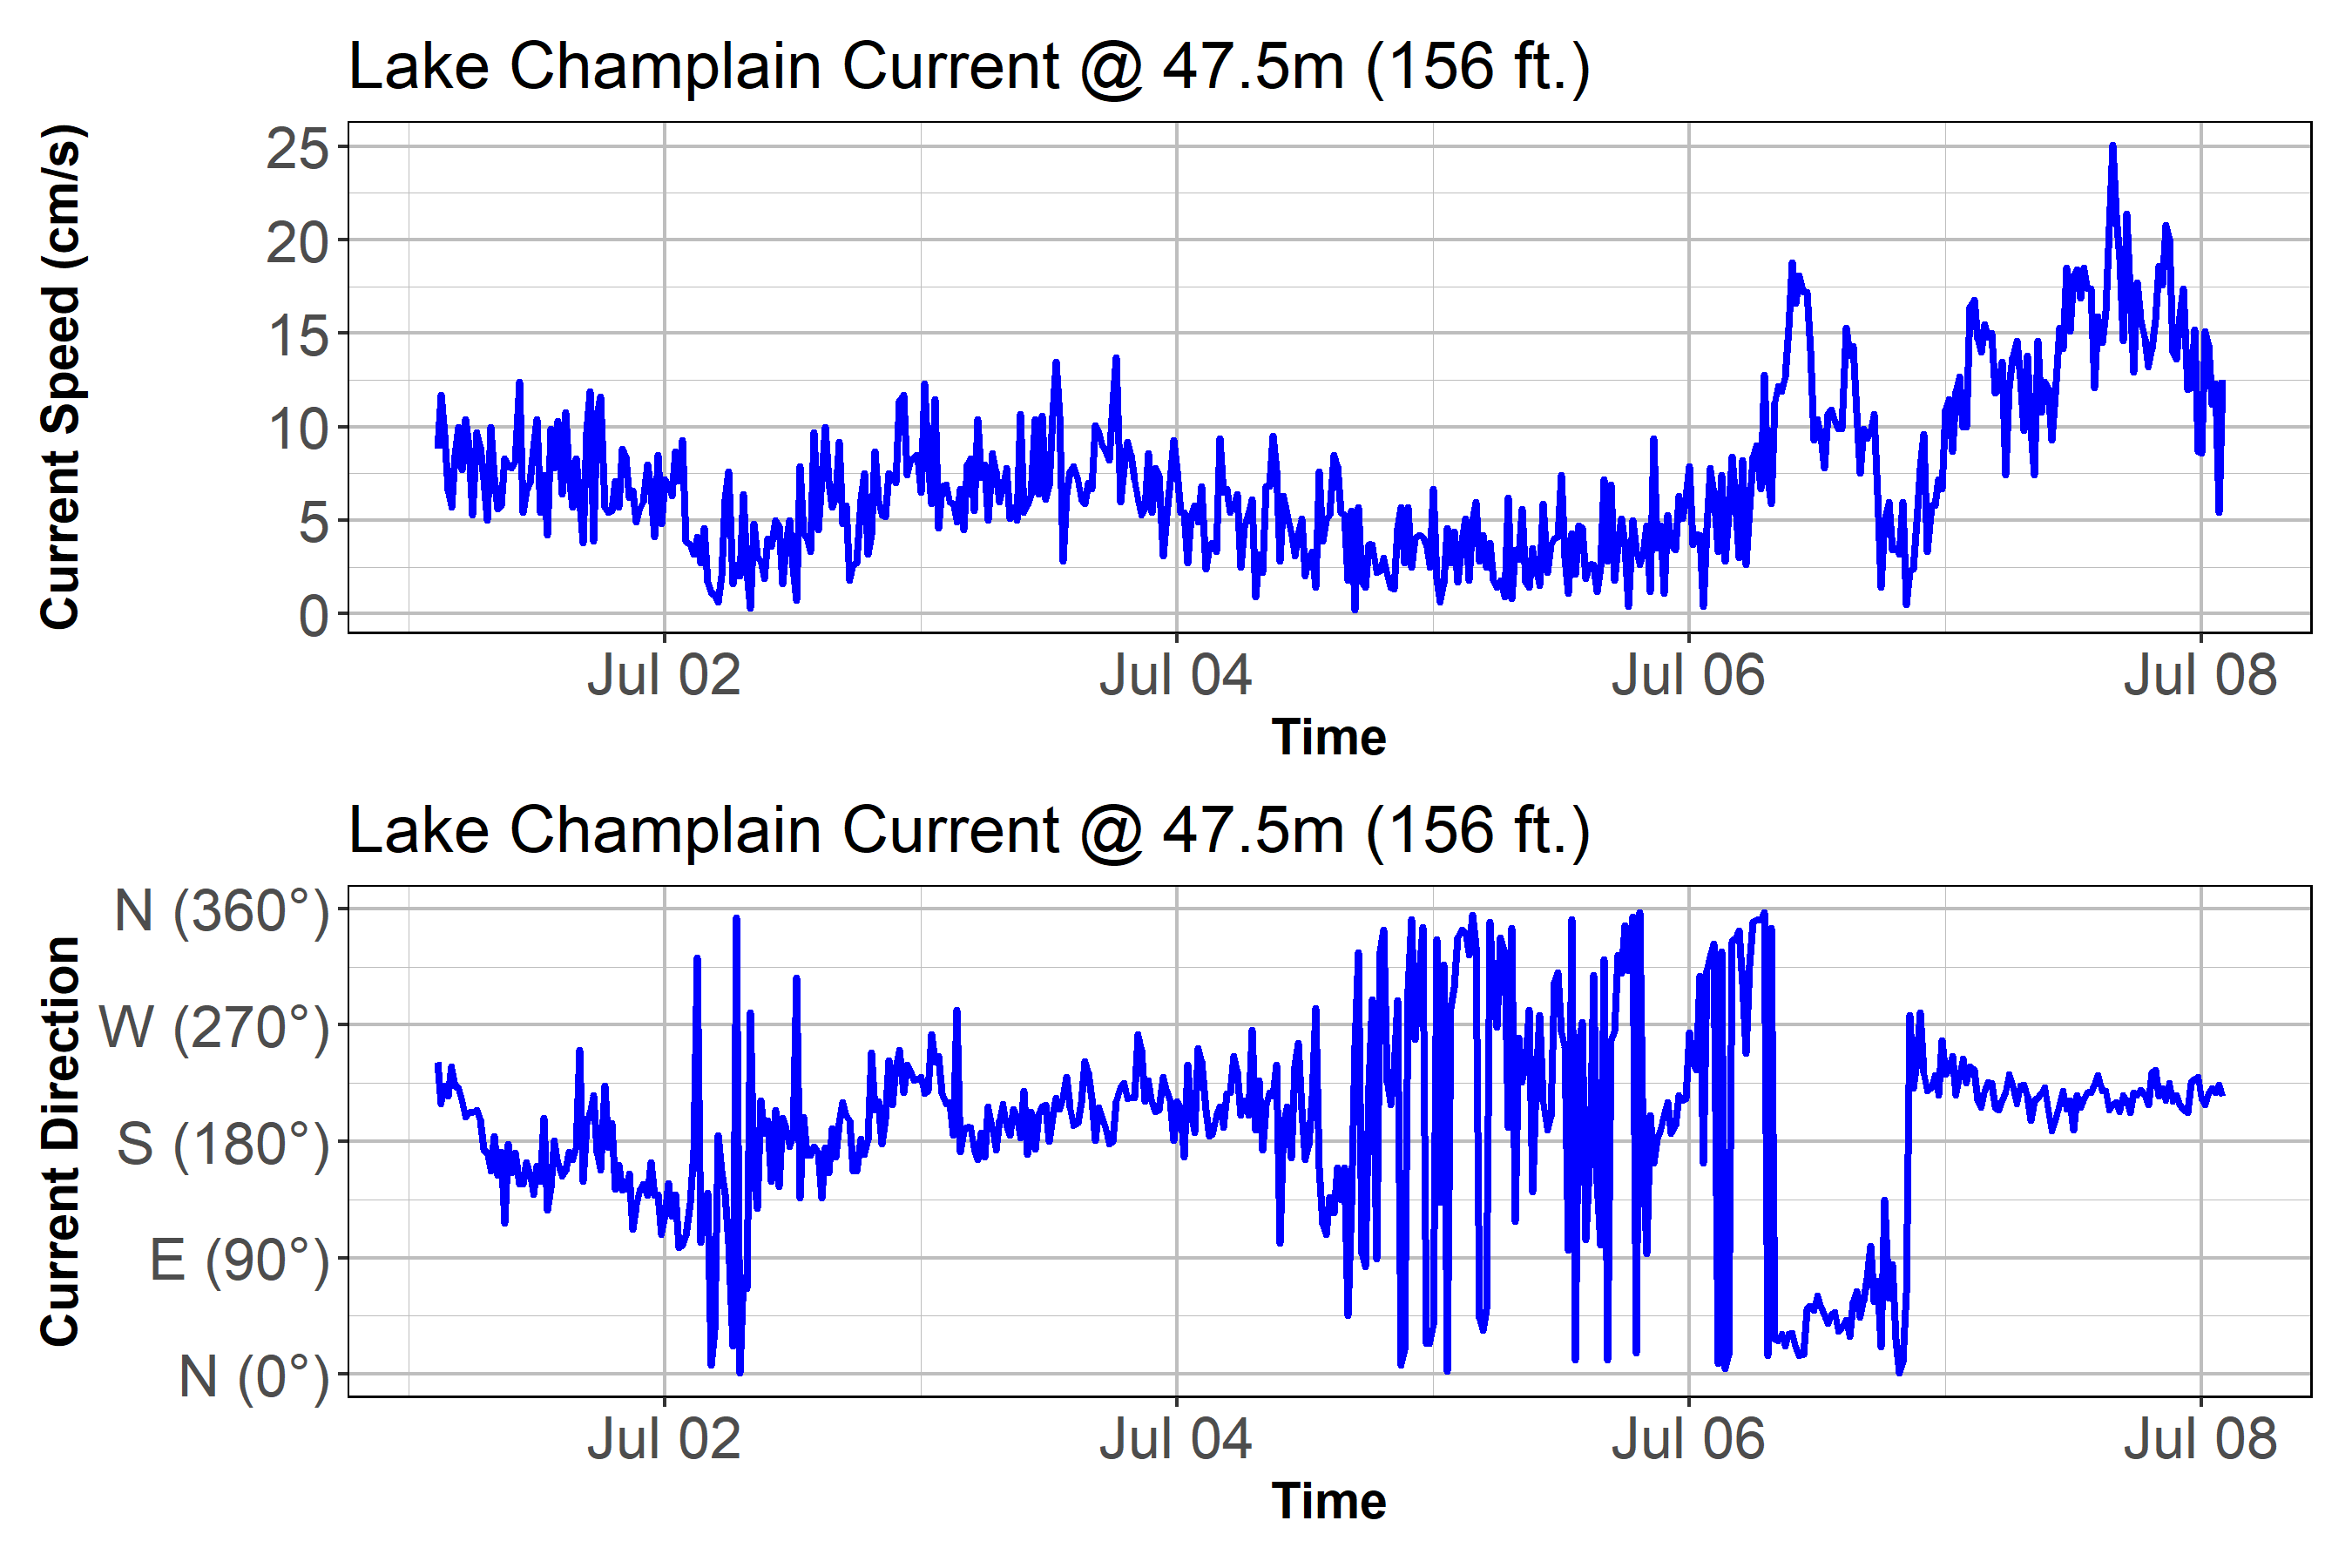 Lake Champlain Current @ 47.5m (156 ft.)
Current Speed (cm/s)
25
20
15
10
5
0
Jul 02 Jul 04 Jul 06 Jul 08
Time
Lake Champlain Current @ 47.5m (156 ft.)
Current Direction
N (360°)
W (270°)
S (180°)
E (90°)
N (0°)
Jul 02 Jul 04 Jul 06 Jul 08
Time